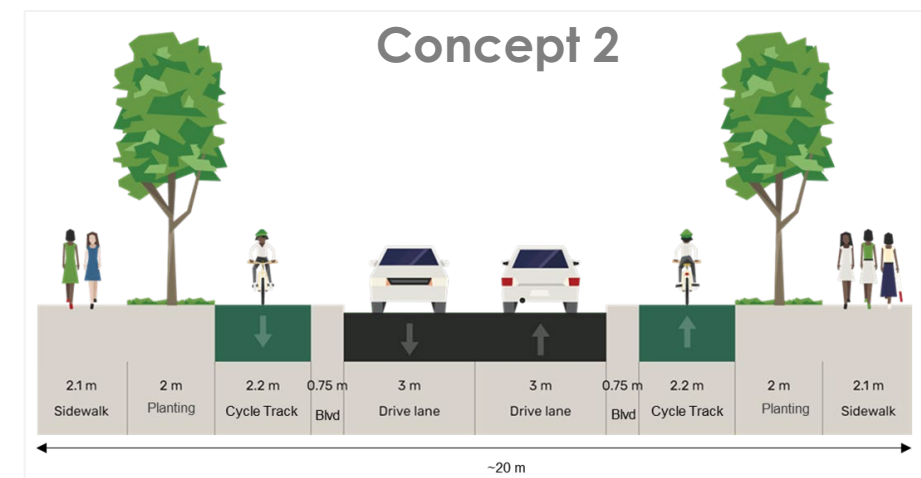 Concept 2
2.1 m
Sidewalk
2 m
Planting
2.2 m
Cycle Track
0.75 m
Blvd
3 m
Drive lane
3 m
Drive lane
0.75 m
Blvd
2.2 m
Cycle Track
2 m
Planting
2.1 m
Sidewalk
~20 m